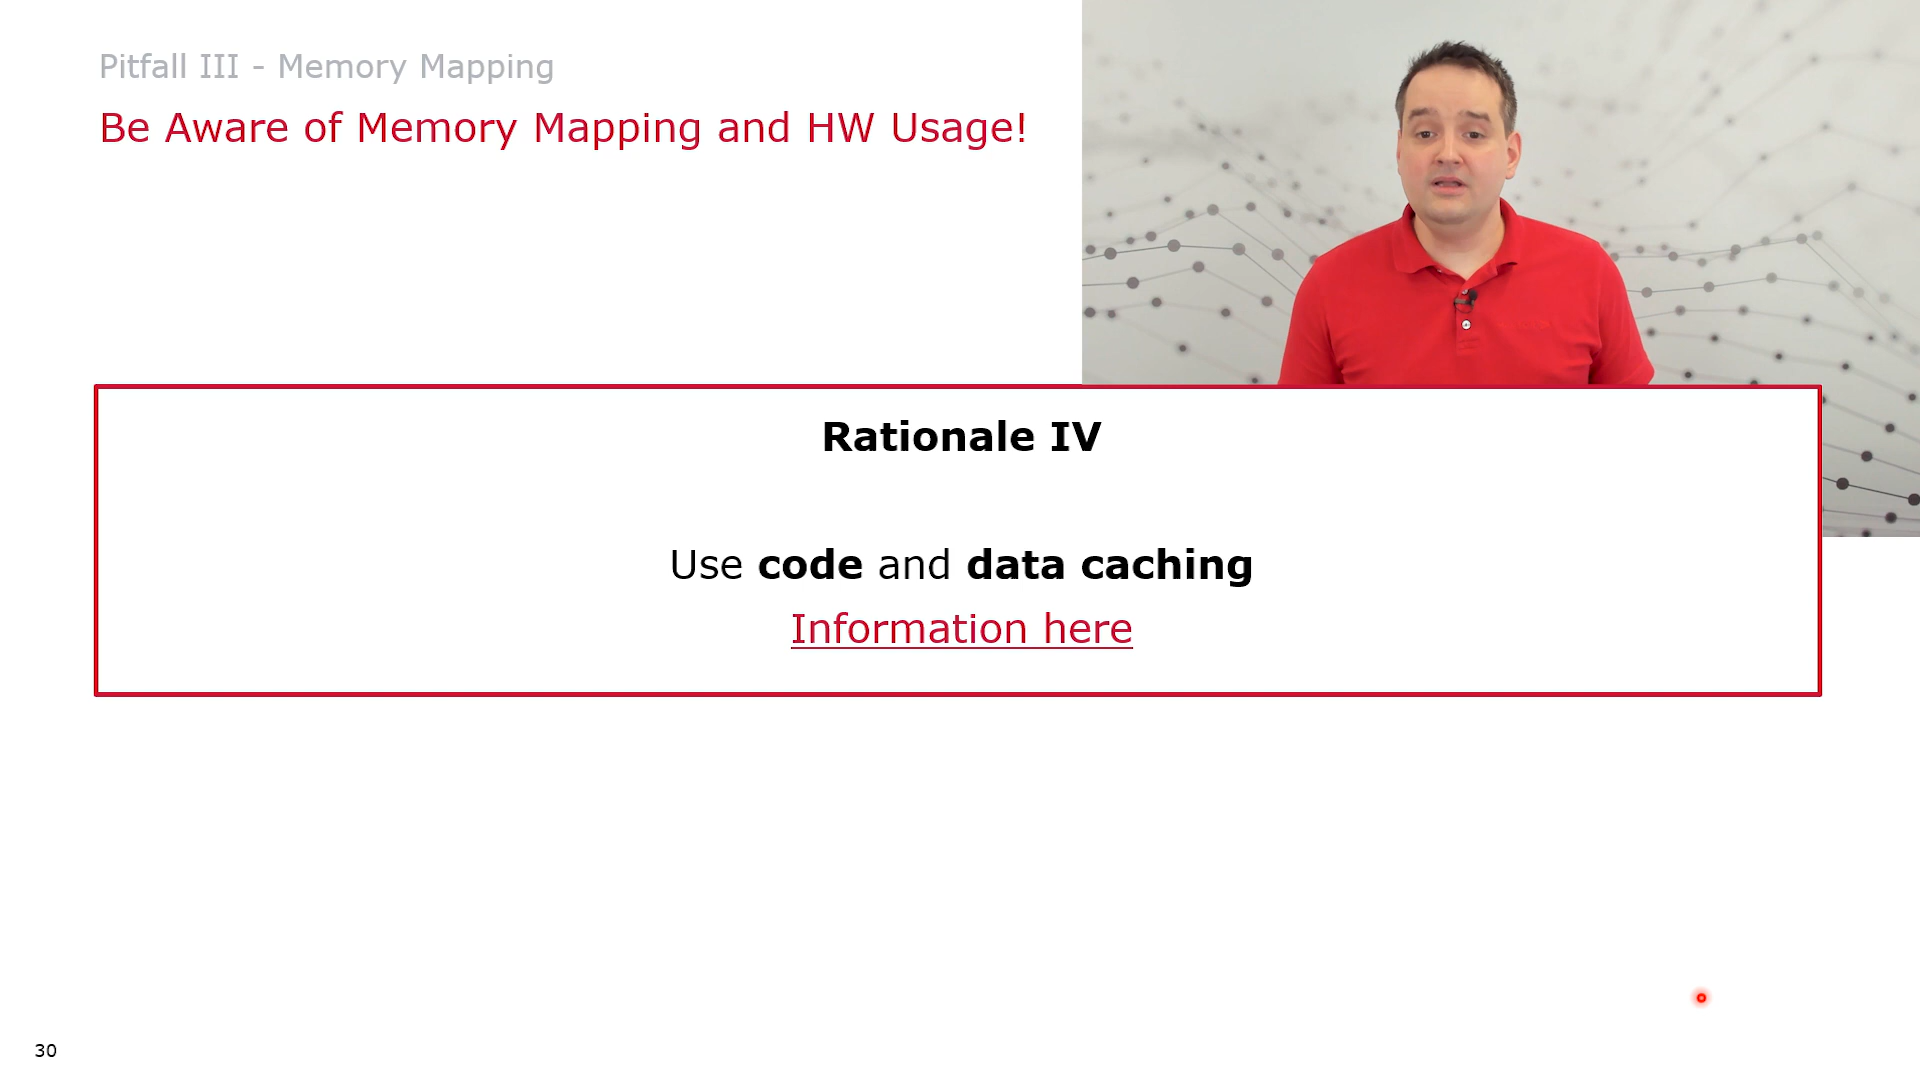 Pitfall III - Memory Mapping
Be Aware of Memory Mapping and HW Usage!
Rationale IV
Use code and data caching
Information here
30